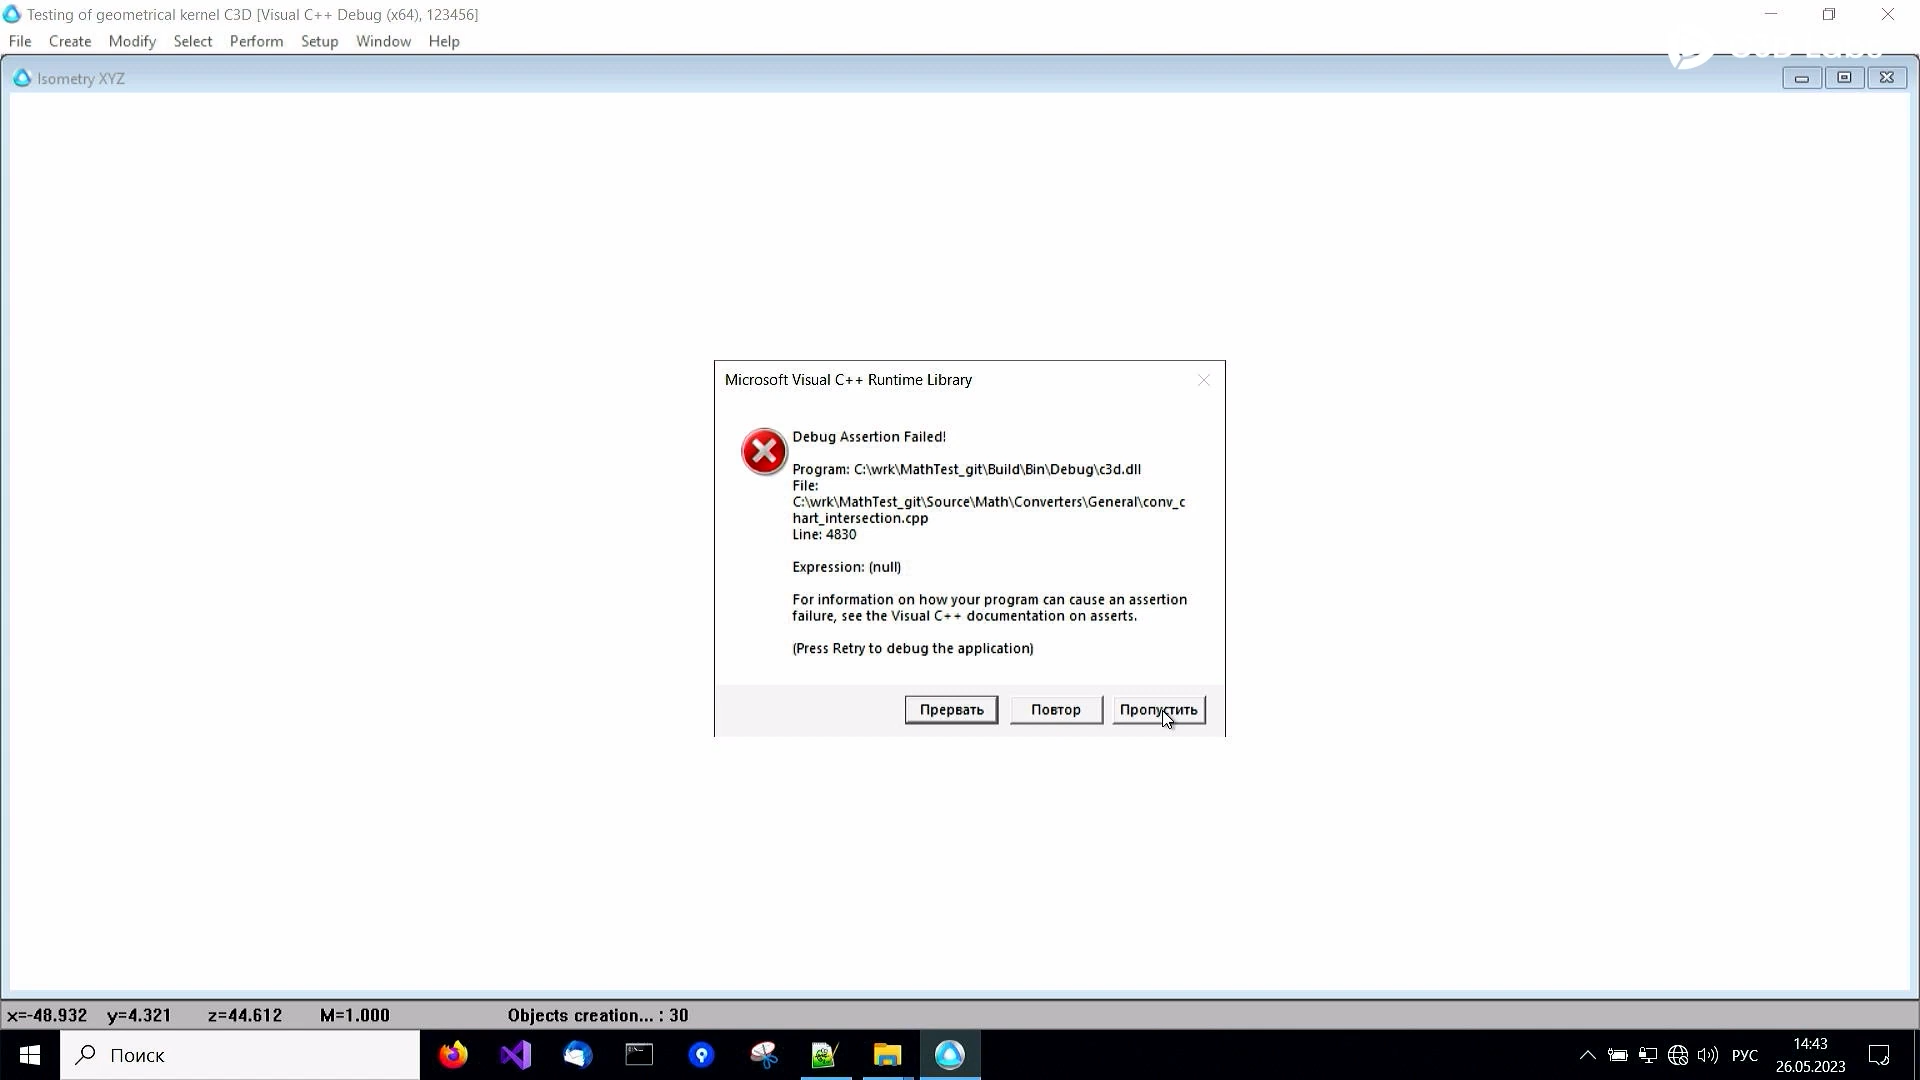 Testing of geometrical kernel C3D [Visual C++ Debug (x64), 123456]
File Create Modify Select Perform Setup Window Help
Isometry XYZ
Microsoft Visual C++ Runtime Library
Debug Assertion Failed!
Program: C:\wrk\MathTest_git\Build\Bin\Debug\c3d.dll
File:
C:\wrk\MathTest_git\Source\Math\Converters\General\conv_c
hart_intersection.cpp
Line: 4830
Expression: (null)
For information on how your program can cause an assertion
failure, see the Visual C++ documentation on asserts.
(Press Retry to debug the application)
Прервать Повтор Пропустить
x=-48.932 y=4.321 z=44.612 M=1.000 Objects creation... : 30
Поиск
РУС
14:43
26.05.2023